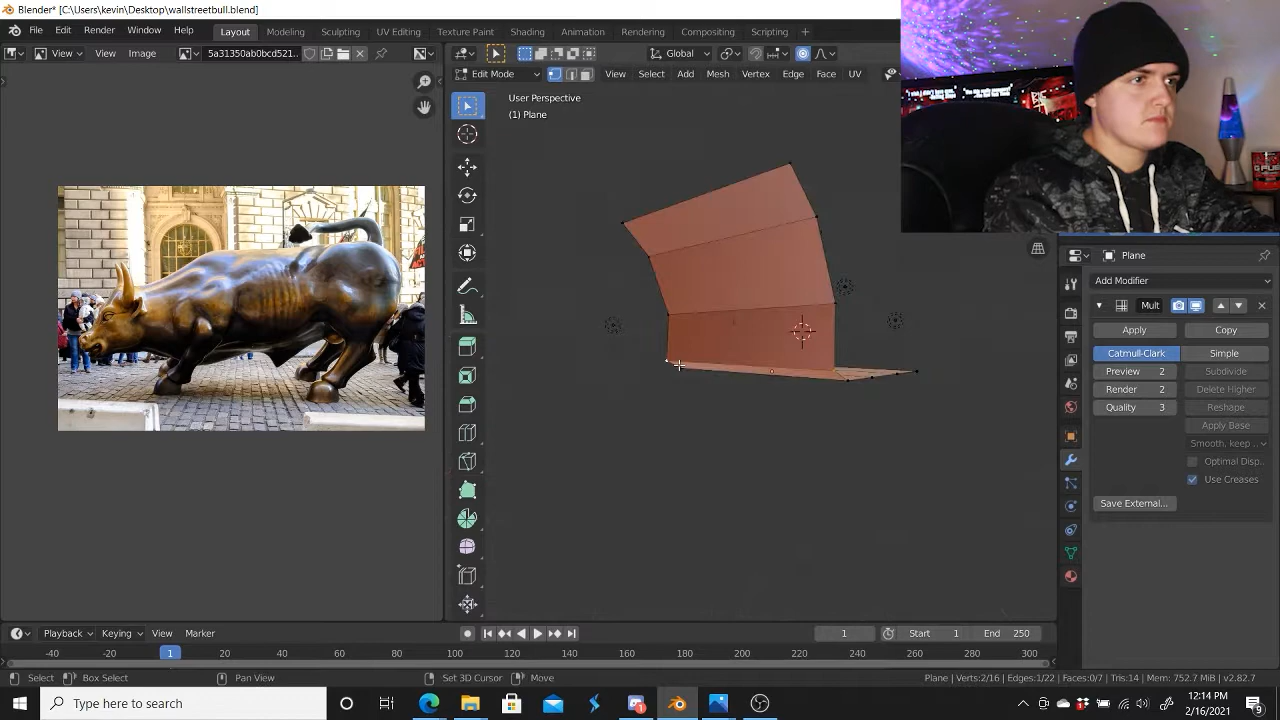 Blender* [C:\Users\kevin\Desktop\wallstreetbull.blend]
File Edit Render Window Help Layout Modeling Sculpting UV Editing Texture Paint Shading Animation Rendering Compositing Scripting +
View View Image 5a31350ab0bcd521... Global
Edit Mode View Select Add Mesh Vertex Edge Face UV
User Perspective
(1) Plane
Plane
Add Modifier
Mult
Apply Copy
Catmull-Clark Simple
Preview 2 Subdivide
Render 2 Delete Higher
Quality 3 Reshape
Apply Base
Smooth, keep ..
Optimal Disp..
Use Creases
Save External...
Playback Keying View Marker 1 Start 1 End 250
-40 -20 1 20 40 60 80 100 120 140 160 180 200 220 240 260 280 300
Select Box Select Pan View Set 3D Cursor Move Plane | Verts:2/16 | Edges:1/22 | Faces:0/7 | Tris:14 | Mem: 752.7 MiB | v2.82.7
Type here to search
12:14 PM
2/16/2021